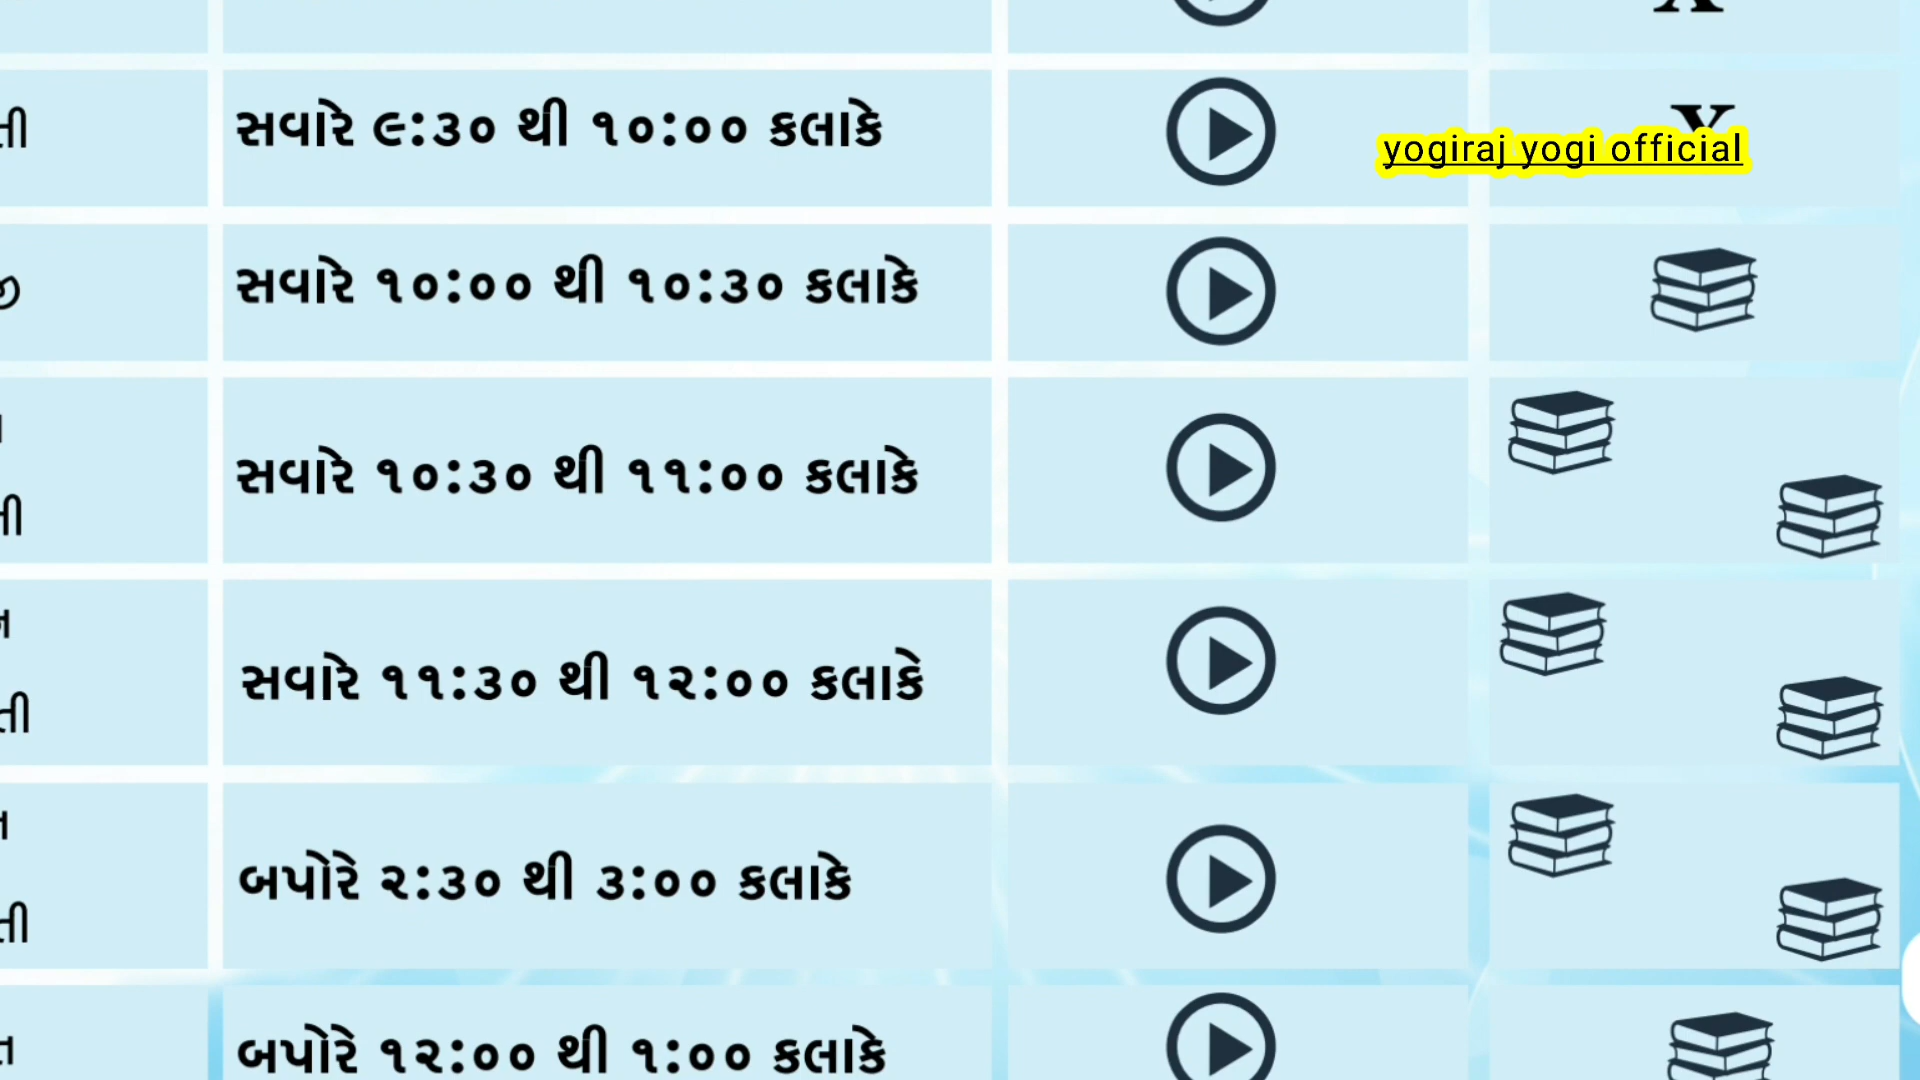 સવારે ૯:૩૦ થી ૧૦:૦૦ કલાકે
yogiraj yogi official
સવારે ૧૦:૦૦ થી ૧૦:૩૦ કલાકે
સવારે ૧૦:૩૦ થી ૧૧:૦૦ કલાકે
સવારે ૧૧:૩૦ થી ૧૨:૦૦ કલાકે
બપોરે ૨:૩૦ થી ૩:૦૦ કલાકે
બપોરે ૧૨:૦૦ થી ૧:૦૦ કલાકે